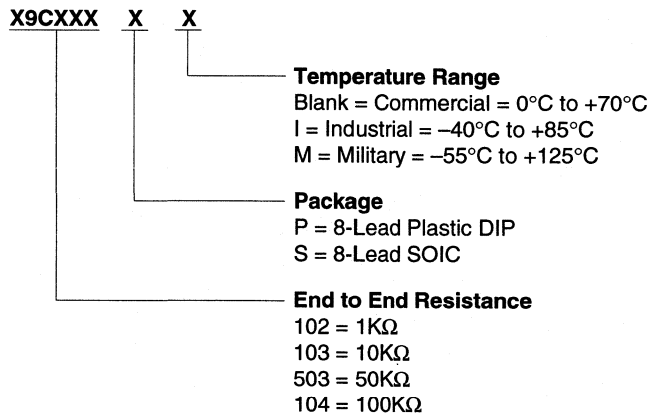 X9CXXX X X
Temperature Range
Blank = Commercial = 0°C to +70°C
I = Industrial = –40°C to +85°C
M = Military = –55°C to +125°C
Package
P = 8-Lead Plastic DIP
S = 8-Lead SOIC
End to End Resistance
102 = 1KΩ
103 = 10KΩ
503 = 50KΩ
104 = 100KΩ